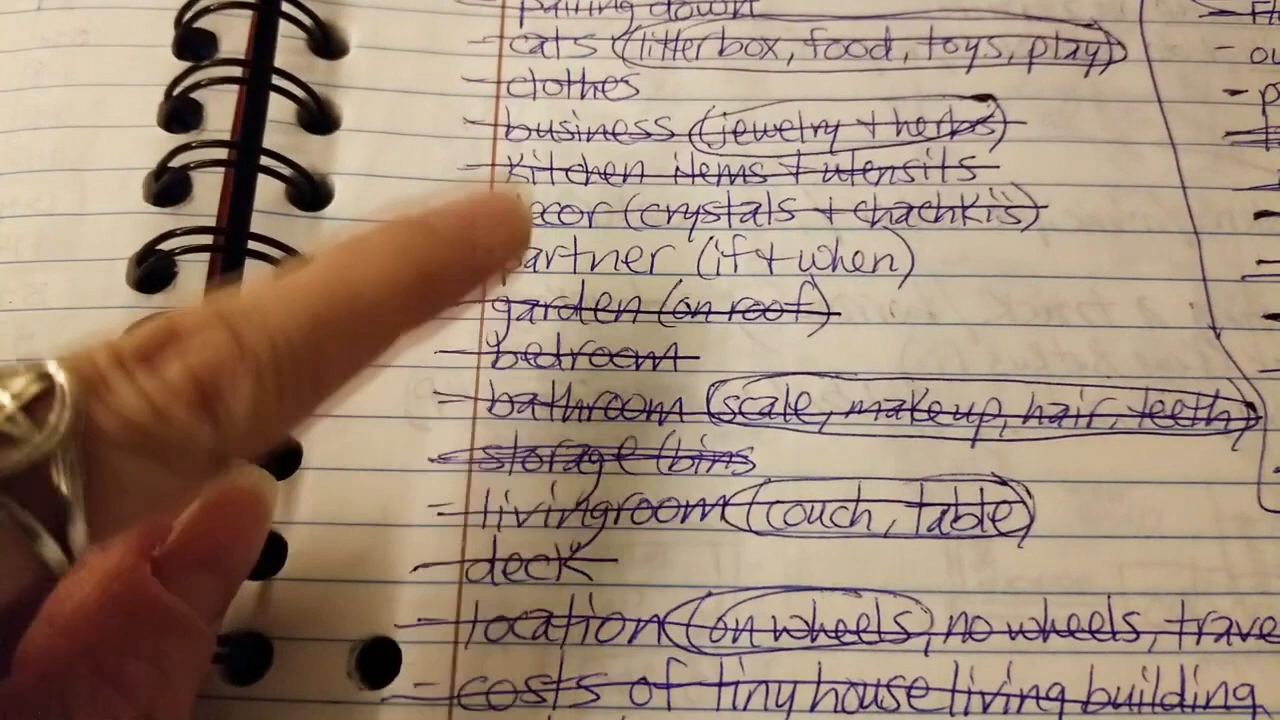 - pairing down
- cats (litterbox, food, toys, play)
- clothes
- business (jewelry + herbs)
- kitchen items + utensils
decor (crystals + chachkis)
partner (if + when)
- garden (on roof)
- bedroom
- bathroom (scale, makeup, hair, teeth)
- storage (bins
- livingroom (couch, table)
- deck
- location (on wheels), no wheels, trave
- costs of tiny house living building